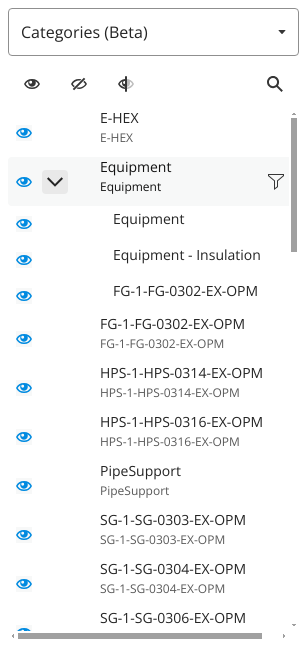 Categories (Beta)
E-HEX
E-HEX
Equipment
Equipment
Equipment
Equipment - Insulation
FG-1-FG-0302-EX-OPM
FG-1-FG-0302-EX-OPM
FG-1-FG-0302-EX-OPM
HPS-1-HPS-0314-EX-OPM
HPS-1-HPS-0314-EX-OPM
HPS-1-HPS-0316-EX-OPM
HPS-1-HPS-0316-EX-OPM
PipeSupport
PipeSupport
SG-1-SG-0303-EX-OPM
SG-1-SG-0303-EX-OPM
SG-1-SG-0304-EX-OPM
SG-1-SG-0304-EX-OPM
SG-1-SG-0306-EX-OPM